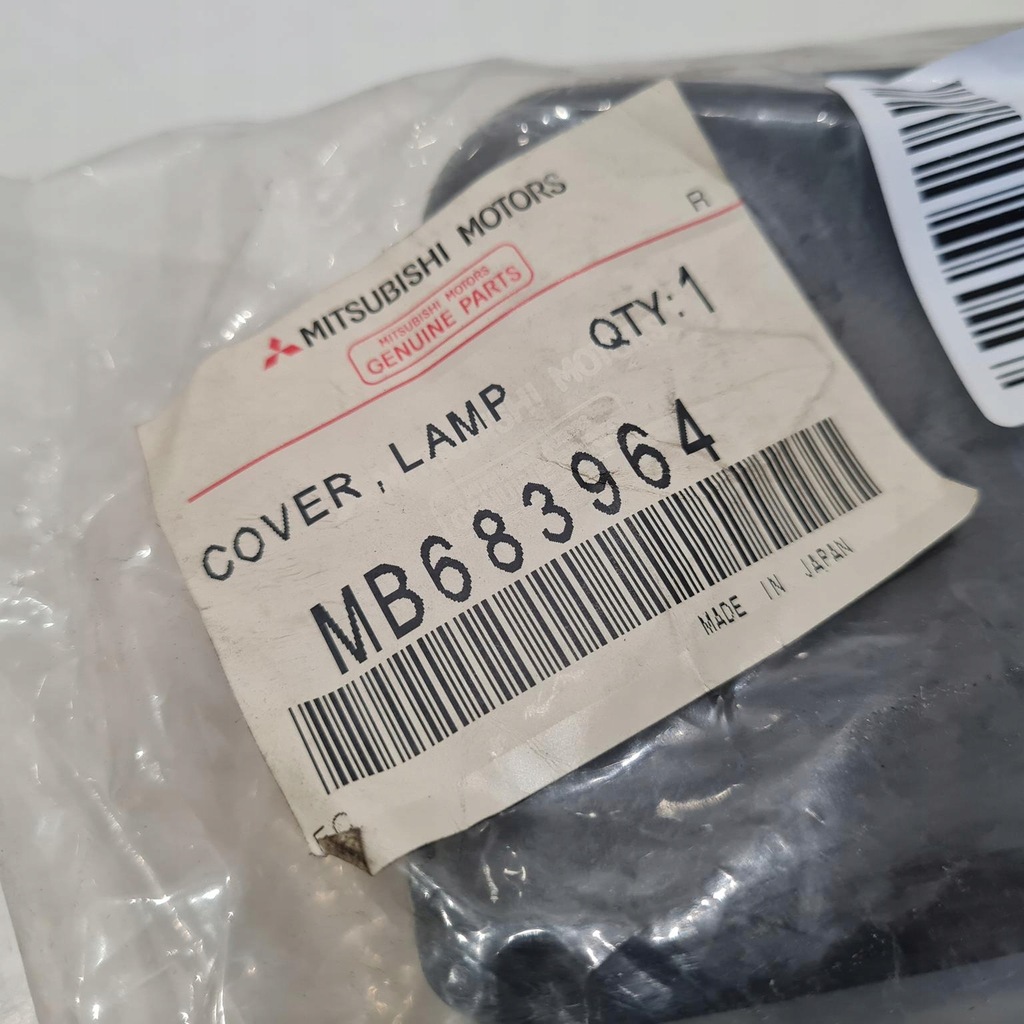 MITSUBISHI MOTORS
R
MITSUBISHI MOTORS
GENUINE PARTS
QTY:1
COVER, LAMP
MB683964
MADE IN JAPAN